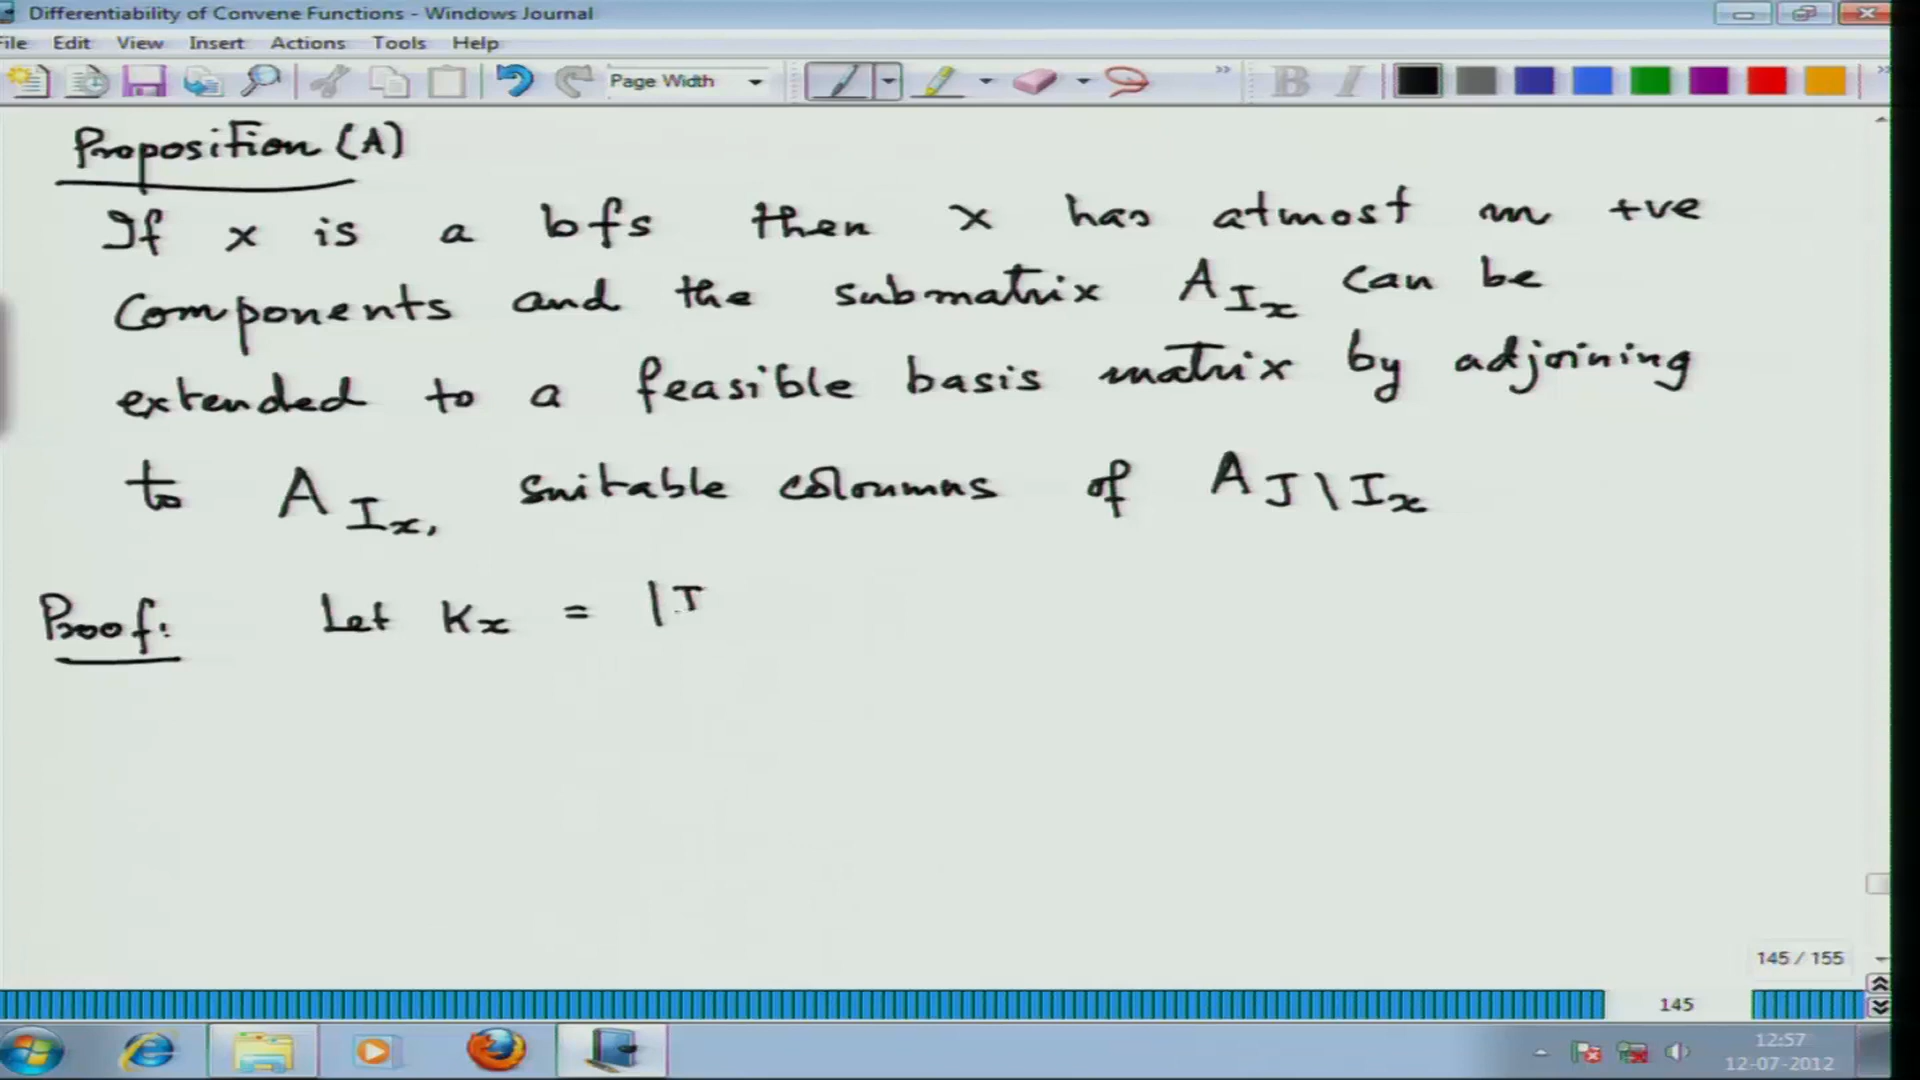 Differentiability of Convene Functions - Windows Journal
File Edit View Insert Actions Tools Help
Page Width
B I
Proposition (A)
If x is a bfs then x has atmost m +ve
components and the submatrix A_{I_x} can be
extended to a feasible basis matrix by adjoining
to A_{I_x}, suitable coloumns of A_{J\I_x}
Proof: Let K_x = |I
145 / 155
145
12:57
12-07-2012